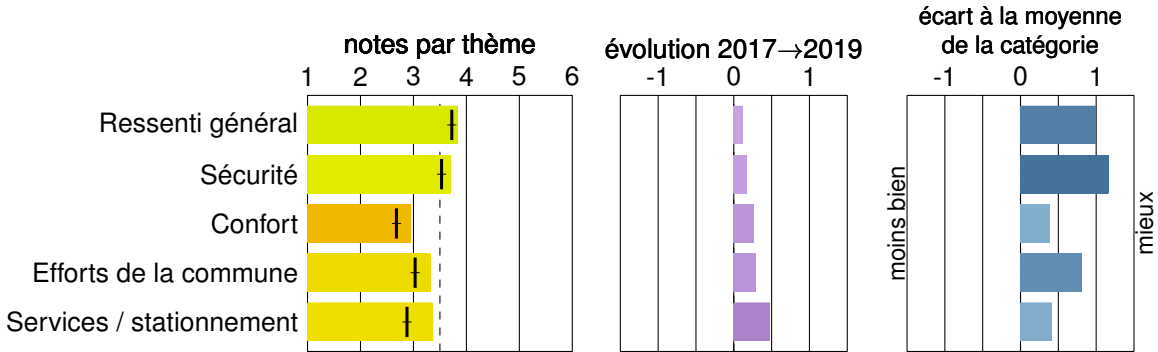 notes par thème
1 2 3 4 5 6
évolution 2017→2019
-1 0 1
écart à la moyenne
de la catégorie
-1 0 1
Ressenti général
Sécurité
Confort
Efforts de la commune
Services / stationnement
moins bien
mieux